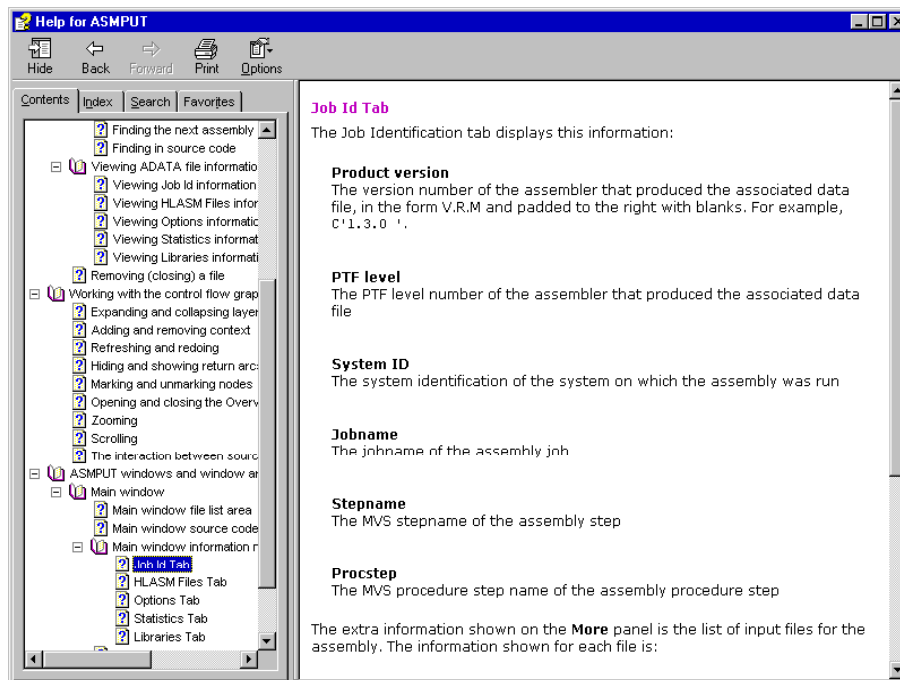 Help for ASMPUT
Hide Back Forward Print Options
Contents Index Search Favorites
Finding the next assembly
Finding in source code
Viewing ADATA file informatio
Viewing Job Id information
Viewing HLASM Files infor
Viewing Options informatic
Viewing Statistics informat
Viewing Libraries informati
Removing (closing) a file
Working with the control flow grap
Expanding and collapsing layer
Adding and removing context
Refreshing and redoing
Hiding and showing return arc
Marking and unmarking nodes
Opening and closing the Overv
Zooming
Scrolling
The interaction between sourc
ASMPUT windows and window ar
Main window
Main window file list area
Main window source code
Main window information r
Job Id Tab
HLASM Files Tab
Options Tab
Statistics Tab
Libraries Tab
Job Id Tab
The Job Identification tab displays this information:
Product version
The version number of the assembler that produced the associated data
file, in the form V.R.M and padded to the right with blanks. For example,
C'1.3.0 '.
PTF level
The PTF level number of the assembler that produced the associated data
file
System ID
The system identification of the system on which the assembly was run
Jobname
The jobname of the assembly job
Stepname
The MVS stepname of the assembly step
Procstep
The MVS procedure step name of the assembly procedure step
The extra information shown on the More panel is the list of input files for the
assembly. The information shown for each file is: